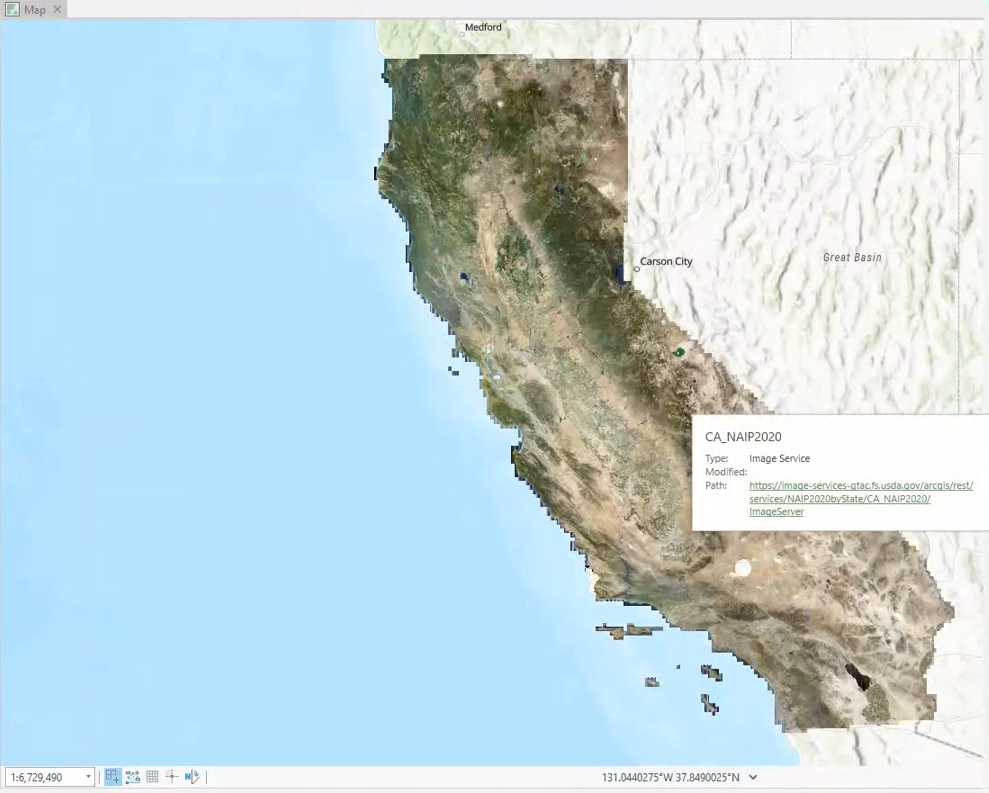 Map
Medford
Carson City
Great Basin
CA_NAIP2020
Type: Image Service
Modified:
Path: https://image-services-gtac.fs.usda.gov/arcgis/rest/
services/NAIP2020byState/CA_NAIP2020/
ImageServer
1:6,729,490
131.0440275°W 37.8490025°N